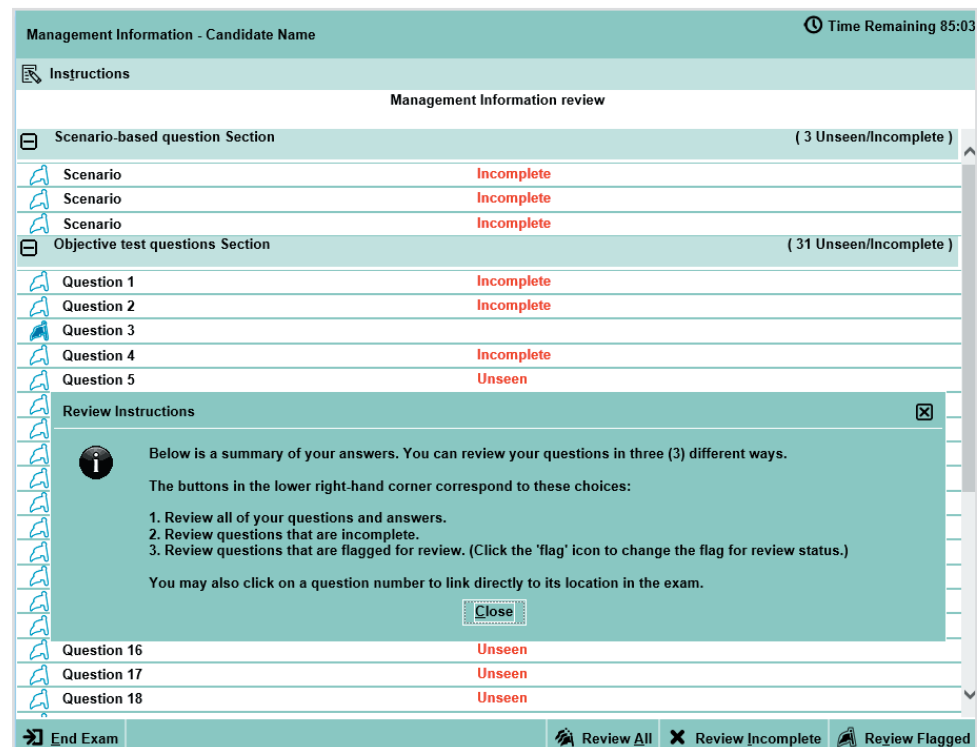 Management Information - Candidate Name
Time Remaining 85:03
Instructions
Management Information review
Scenario-based question Section ( 3 Unseen/Incomplete )
Scenario Incomplete
Scenario Incomplete
Scenario Incomplete
Objective test questions Section ( 31 Unseen/Incomplete )
Question 1 Incomplete
Question 2 Incomplete
Question 3
Question 4 Incomplete
Question 5 Unseen
Review Instructions
Below is a summary of your answers. You can review your questions in three (3) different ways.
The buttons in the lower right-hand corner correspond to these choices:
1. Review all of your questions and answers.
2. Review questions that are incomplete.
3. Review questions that are flagged for review. (Click the 'flag' icon to change the flag for review status.)
You may also click on a question number to link directly to its location in the exam.
Close
Question 16 Unseen
Question 17 Unseen
Question 18 Unseen
End Exam Review All Review Incomplete Review Flagged